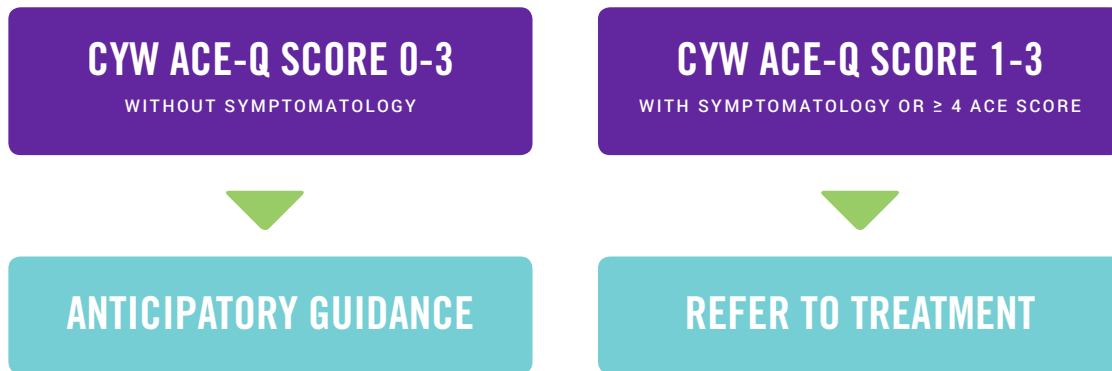 CYW ACE-Q SCORE 0-3
WITHOUT SYMPTOMATOLOGY
ANTICIPATORY GUIDANCE
CYW ACE-Q SCORE 1-3
WITH SYMPTOMATOLOGY OR ≥ 4 ACE SCORE
REFER TO TREATMENT